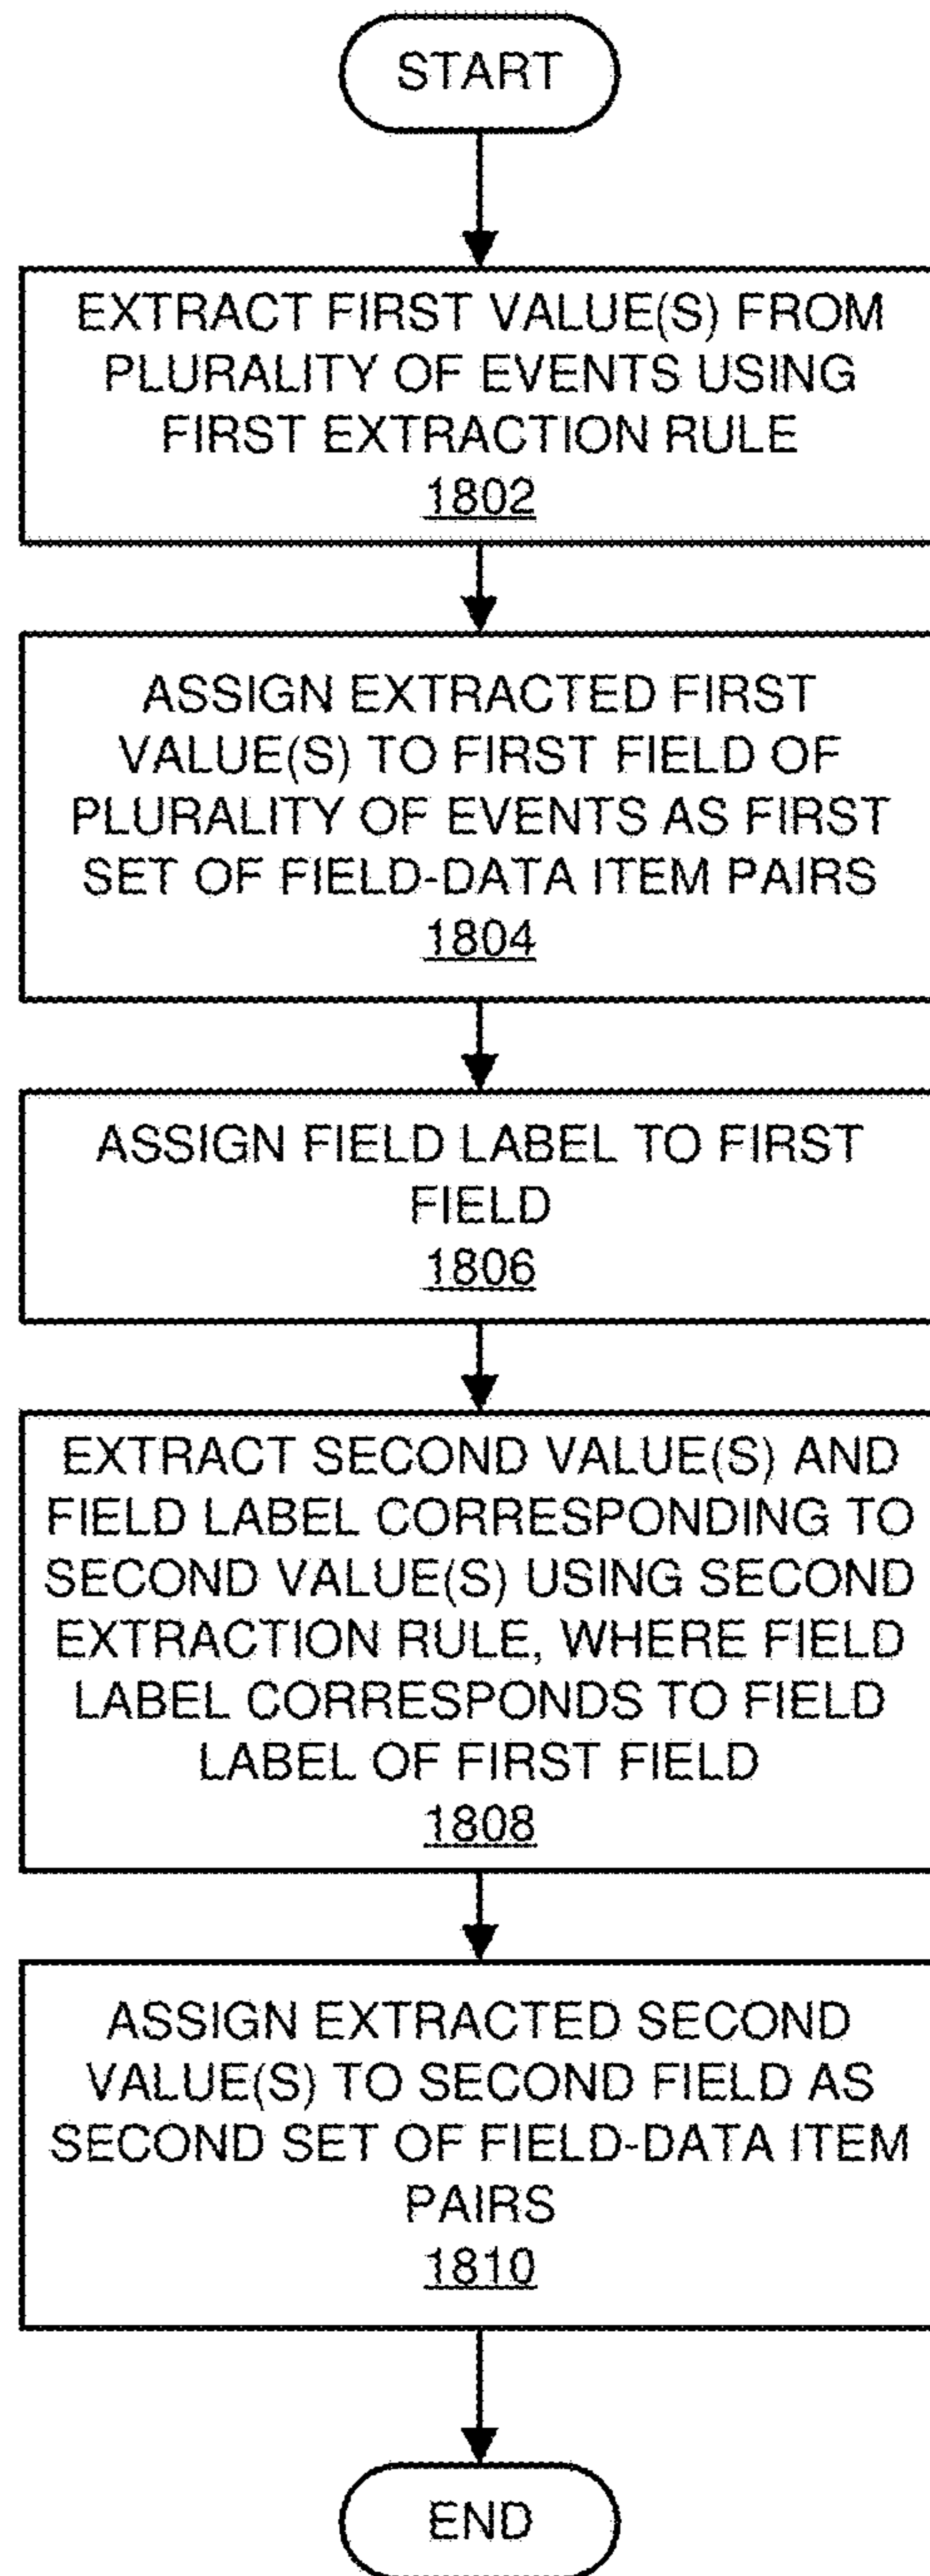 START
EXTRACT FIRST VALUE(S) FROM
PLURALITY OF EVENTS USING
FIRST EXTRACTION RULE
1802
ASSIGN EXTRACTED FIRST
VALUE(S) TO FIRST FIELD OF
PLURALITY OF EVENTS AS FIRST
SET OF FIELD-DATA ITEM PAIRS
1804
ASSIGN FIELD LABEL TO FIRST
FIELD
1806
EXTRACT SECOND VALUE(S) AND
FIELD LABEL CORRESPONDING TO
SECOND VALUE(S) USING SECOND
EXTRACTION RULE, WHERE FIELD
LABEL CORRESPONDS TO FIELD
LABEL OF FIRST FIELD
1808
ASSIGN EXTRACTED SECOND
VALUE(S) TO SECOND FIELD AS
SECOND SET OF FIELD-DATA ITEM
PAIRS
1810
END